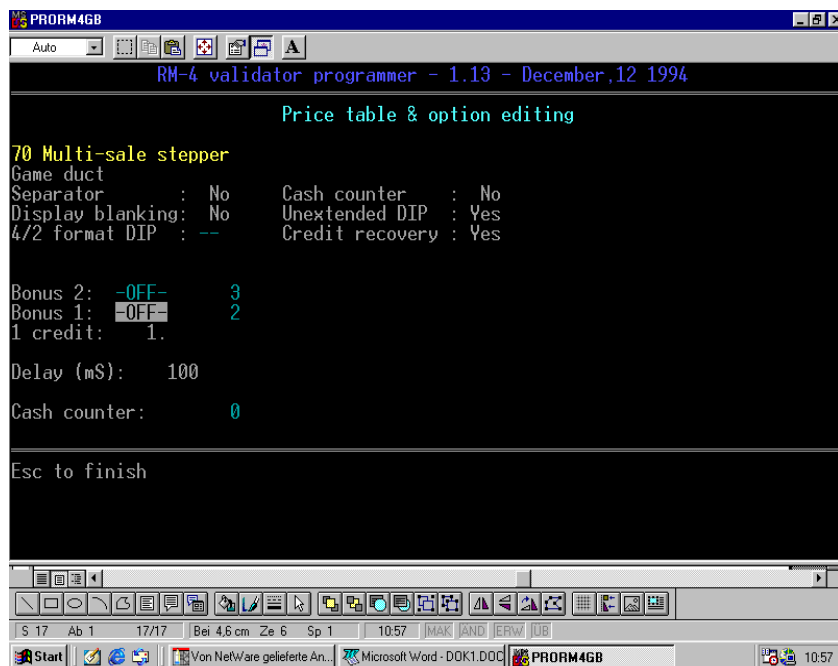 PRORM4GB
Auto
A
RM-4 validator programmer - 1.13 - December,12 1994
Price table & option editing
70 Multi-sale stepper
Game duct
Separator : No Cash counter : No
Display blanking: No Unextended DIP : Yes
4/2 format DIP : -- Credit recovery : Yes
Bonus 2: -OFF- 3
Bonus 1: -OFF- 2
1 credit: 1.
Delay (mS): 100
Cash counter: 0
Esc to finish
S 17 Ab 1 17/17 Bei 4,6 cm Ze 6 Sp 1 10:57 MAK ÄND ERW ÜB
Start Von NetWare gelieferte An... Microsoft Word - DOK1.DOC PRORM4GB 10:57